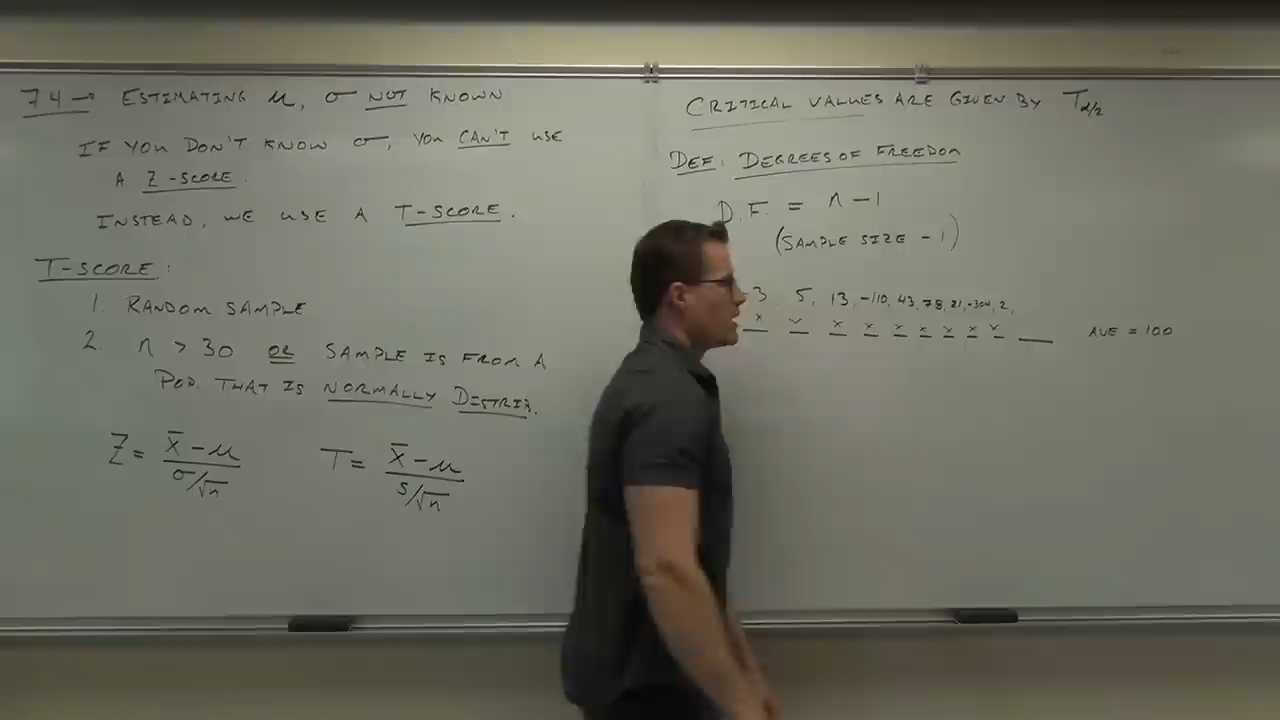 7.4 → ESTIMATING μ, σ NOT KNOWN
IF YOU DON'T KNOW σ, YOU CAN'T USE
A Z-SCORE.
INSTEAD, WE USE A T-SCORE.
T-SCORE:
1. RANDOM SAMPLE
2. n > 30 OR SAMPLE IS FROM A
POP. THAT IS NORMALLY DISTRIB.
Z = (x̄ - μ) / (σ/√n)    T = (x̄ - μ) / (s/√n)
CRITICAL VALUES ARE GIVEN BY T_α/2
DEF: DEGREES OF FREEDOM
D.F. = n - 1
(SAMPLE SIZE - 1)
3, 5, 13, -110, 43, 78, 21, -304, 2,
x x x x x x x x x AVE = 100